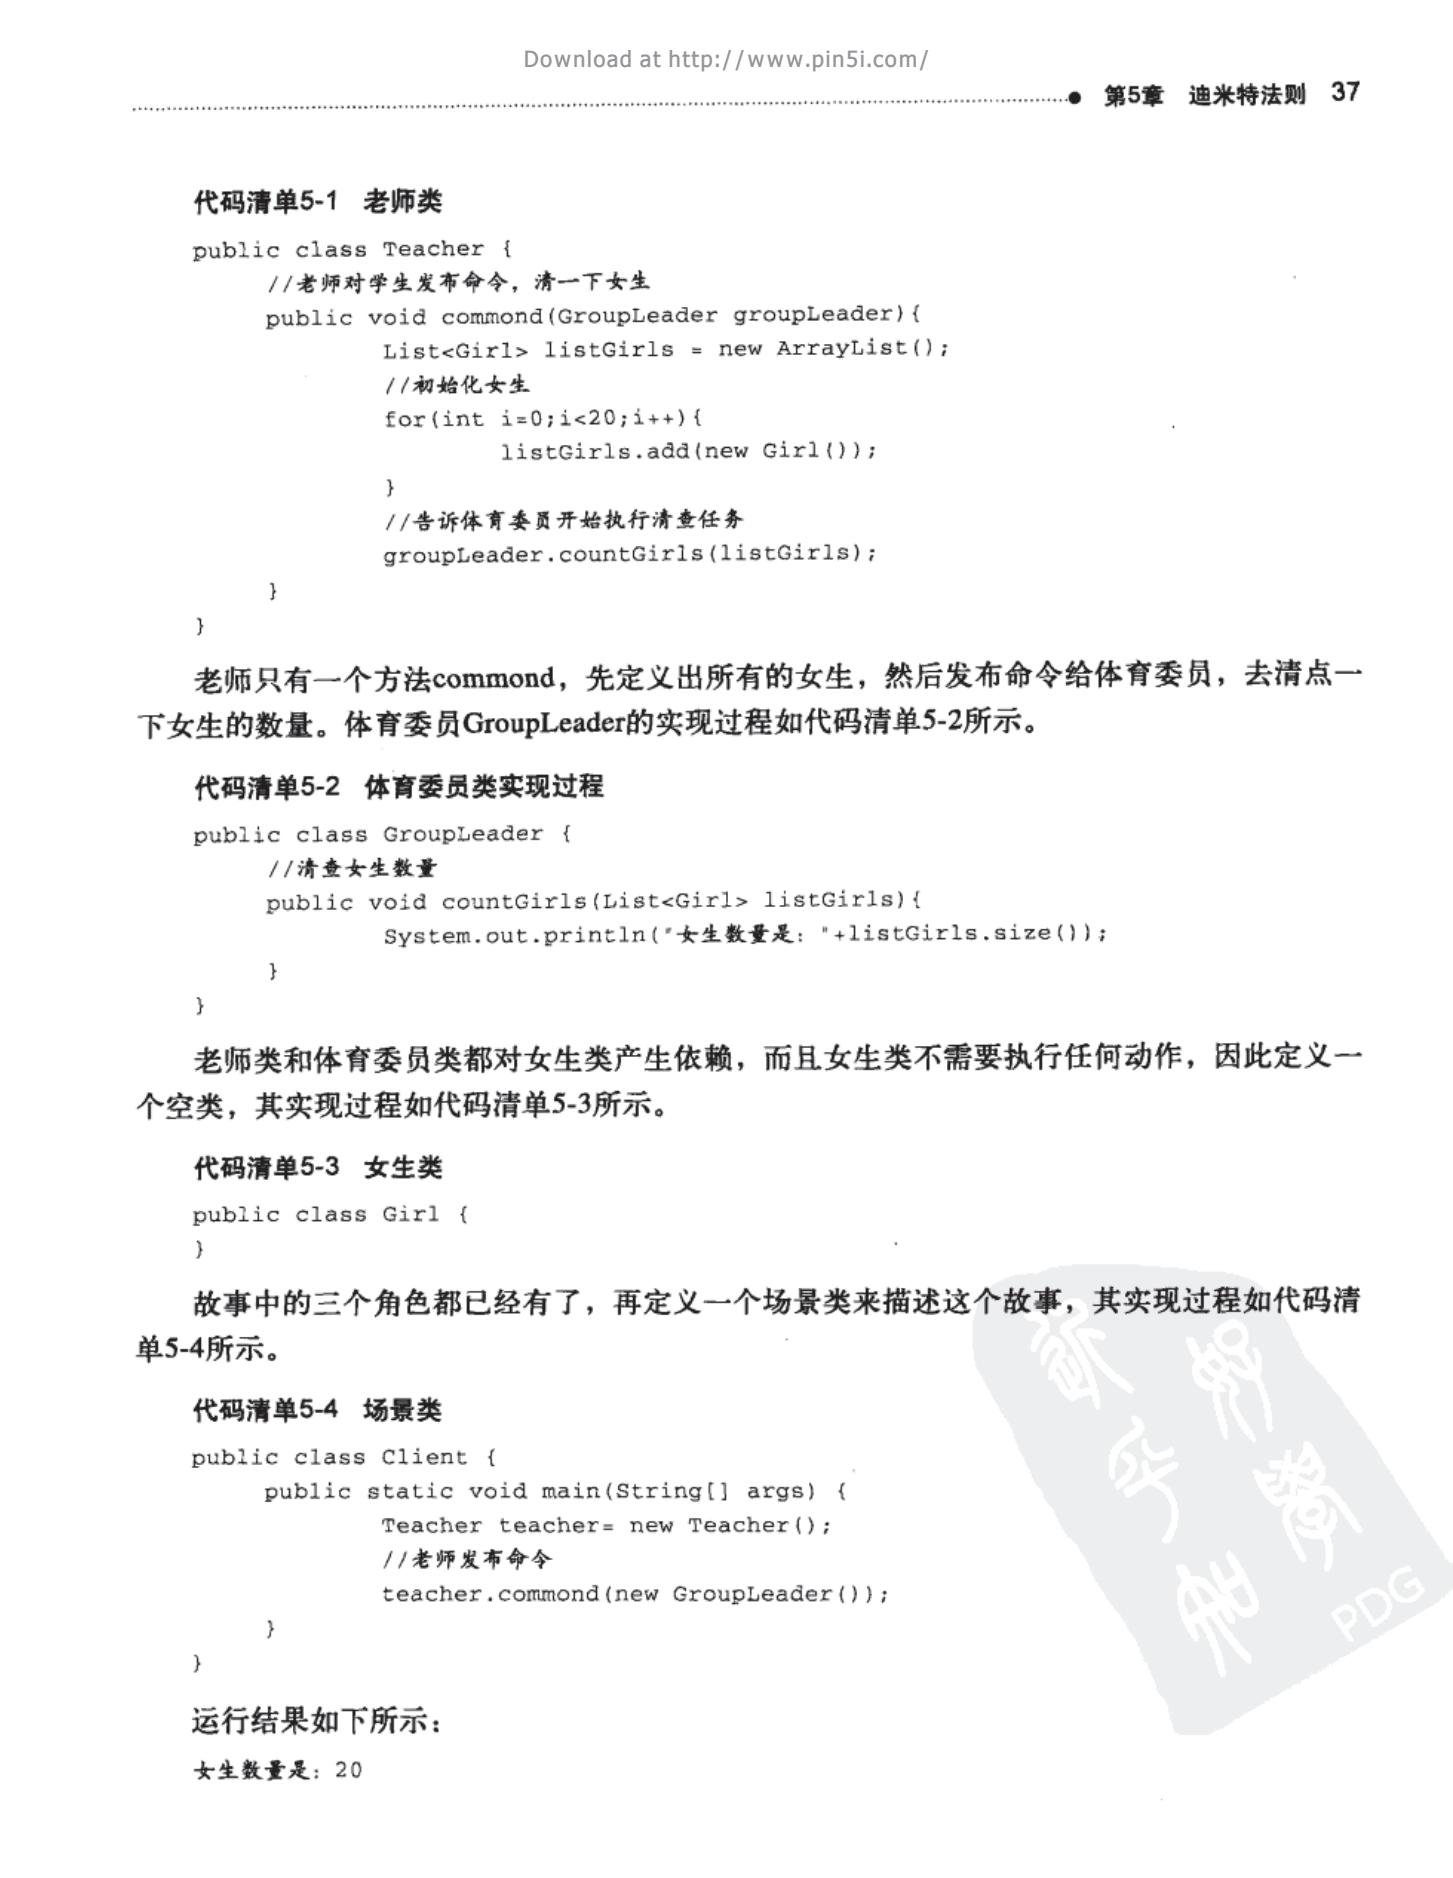 Download at http://www.pin5i.com/
第5章 迪米特法则 37
代码清单5-1 老师类
public class Teacher {
//老师对学生发布命令，清一下女生
public void commond(GroupLeader groupLeader){
List<Girl> listGirls = new ArrayList();
//初始化女生
for(int i=0;i<20;i++){
listGirls.add(new Girl());
}
//告诉体育委员开始执行清查任务
groupLeader.countGirls(listGirls);
}
}
老师只有一个方法commond，先定义出所有的女生，然后发布命令给体育委员，去清点一
下女生的数量。体育委员GroupLeader的实现过程如代码清单5-2所示。
代码清单5-2 体育委员类实现过程
public class GroupLeader {
//清查女生数量
public void countGirls(List<Girl> listGirls){
System.out.println("女生数量是："+listGirls.size());
}
}
老师类和体育委员类都对女生类产生依赖，而且女生类不需要执行任何动作，因此定义一
个空类，其实现过程如代码清单5-3所示。
代码清单5-3 女生类
public class Girl {
}
故事中的三个角色都已经有了，再定义一个场景类来描述这个故事，其实现过程如代码清
单5-4所示。
代码清单5-4 场景类
public class Client {
public static void main(String[] args) {
Teacher teacher= new Teacher();
//老师发布命令
teacher.commond(new GroupLeader());
}
}
运行结果如下所示：
女生数量是：20
PDG